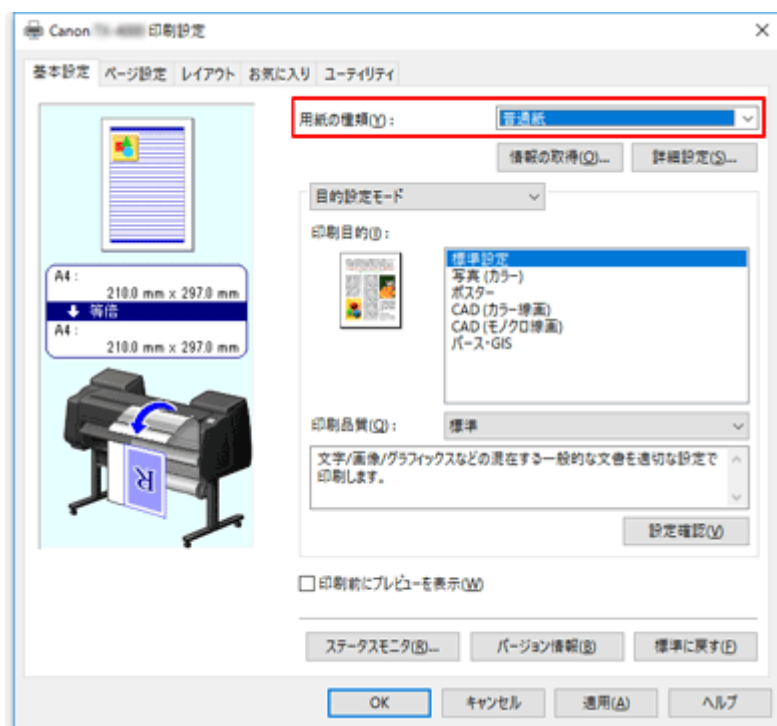 Canon 印刷設定
基本設定 ページ設定 レイアウト お気に入り ユーティリティ
用紙の種類(Y): 普通紙
情報の取得(O)... 詳細設定(S)...
目的設定モード
印刷目的(I):
標準設定
写真 (カラー)
ポスター
CAD (カラー線画)
CAD (モノクロ線画)
パース・GIS
A4 :
210.0 mm x 297.0 mm
等倍
A4 :
210.0 mm x 297.0 mm
R
印刷品質(Q): 標準
文字/画像/グラフィックスなどの混在する一般的な文書を適切な設定で
印刷します。
設定確認(V)
印刷前にプレビューを表示(W)
ステータスモニタ(R)... バージョン情報(B) 標準に戻す(F)
OK キャンセル 適用(A) ヘルプ